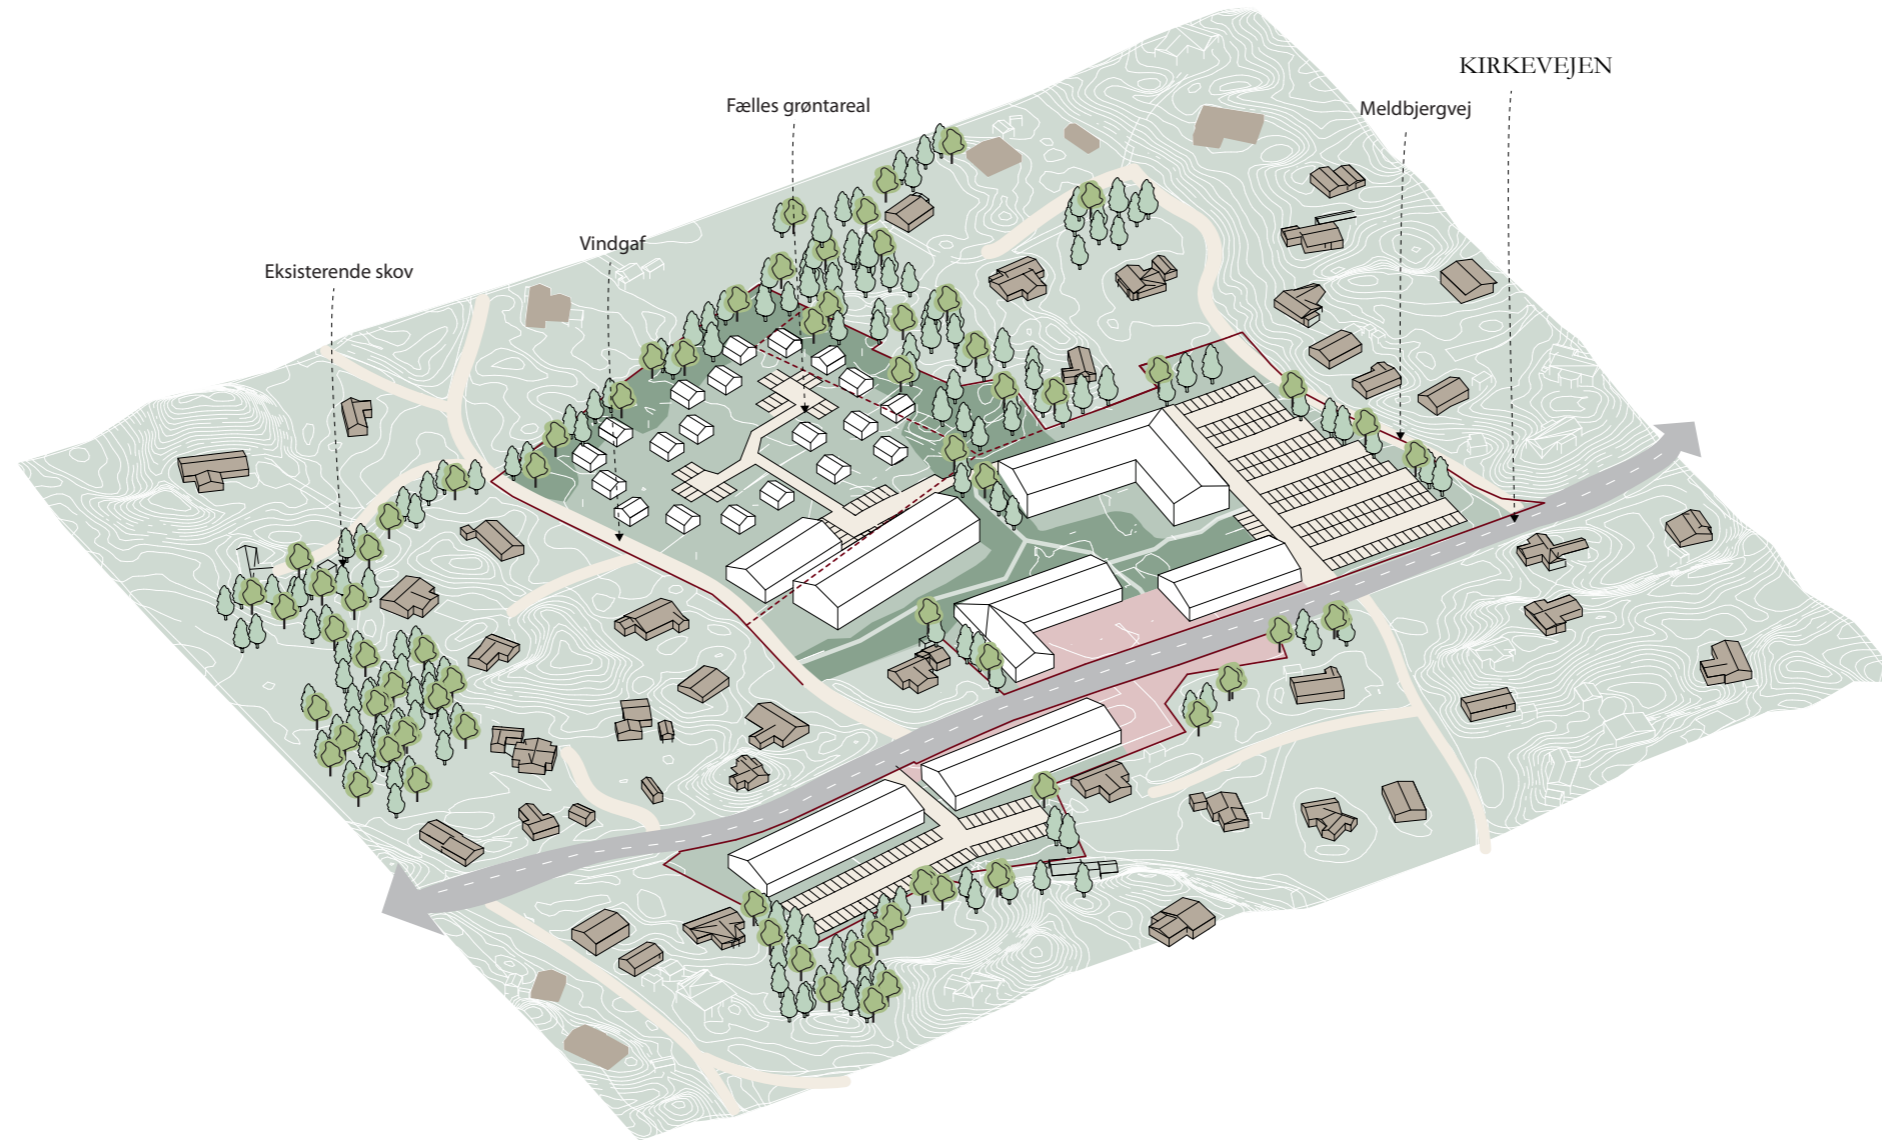 KIRKEVEJEN
Fælles grøntareal
Meldbjergvej
Vindgaf
Eksisterende skov